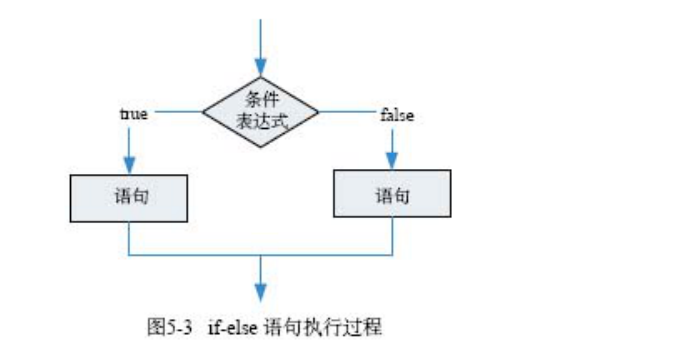 条件
表达式
true
false
语句
语句
图5-3 if-else 语句执行过程